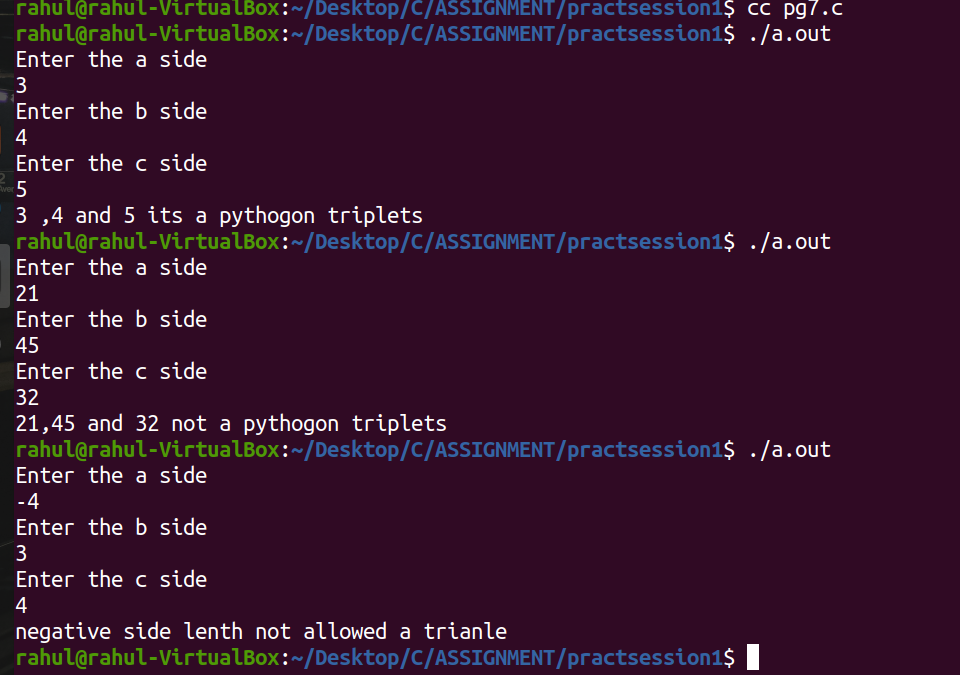 rahul@rahul-VirtualBox:~/Desktop/C/ASSIGNMENT/practsession1$ cc pg7.c
rahul@rahul-VirtualBox:~/Desktop/C/ASSIGNMENT/practsession1$ ./a.out
Enter the a side
3
Enter the b side
4
Enter the c side
5
3 ,4 and 5 its a pythogon triplets
rahul@rahul-VirtualBox:~/Desktop/C/ASSIGNMENT/practsession1$ ./a.out
Enter the a side
21
Enter the b side
45
Enter the c side
32
21,45 and 32 not a pythogon triplets
rahul@rahul-VirtualBox:~/Desktop/C/ASSIGNMENT/practsession1$ ./a.out
Enter the a side
-4
Enter the b side
3
Enter the c side
4
negative side lenth not allowed a trianle
rahul@rahul-VirtualBox:~/Desktop/C/ASSIGNMENT/practsession1$